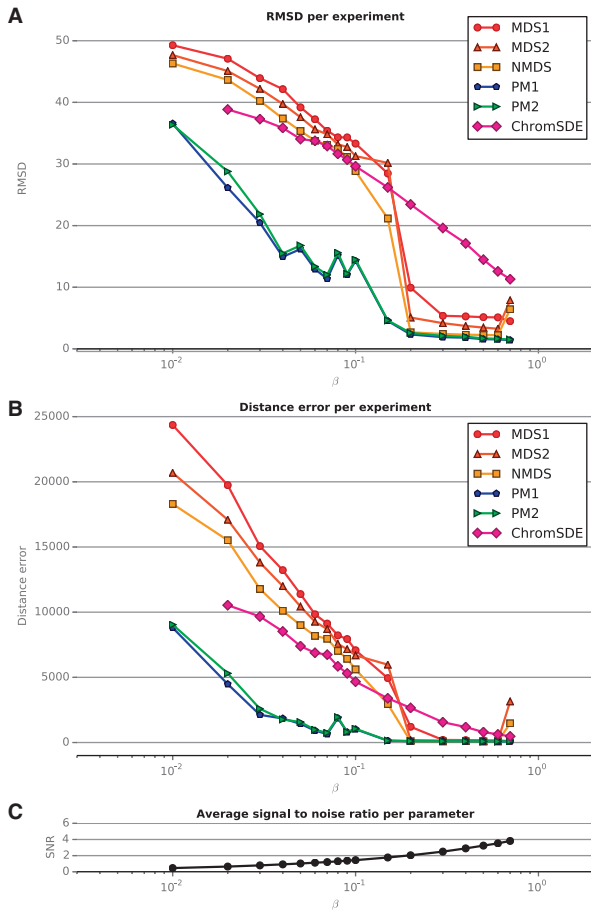 A
RMSD per experiment
50
40
30
20
10
0
RMSD
MDS1
MDS2
NMDS
PM1
PM2
ChromSDE
10⁻²
10⁻¹
10⁰
β
B
Distance error per experiment
25000
20000
15000
10000
5000
0
Distance error
MDS1
MDS2
NMDS
PM1
PM2
ChromSDE
10⁻²
10⁻¹
10⁰
β
C
Average signal to noise ratio per parameter
6
4
2
0
SNR
10⁻²
10⁻¹
10⁰
β